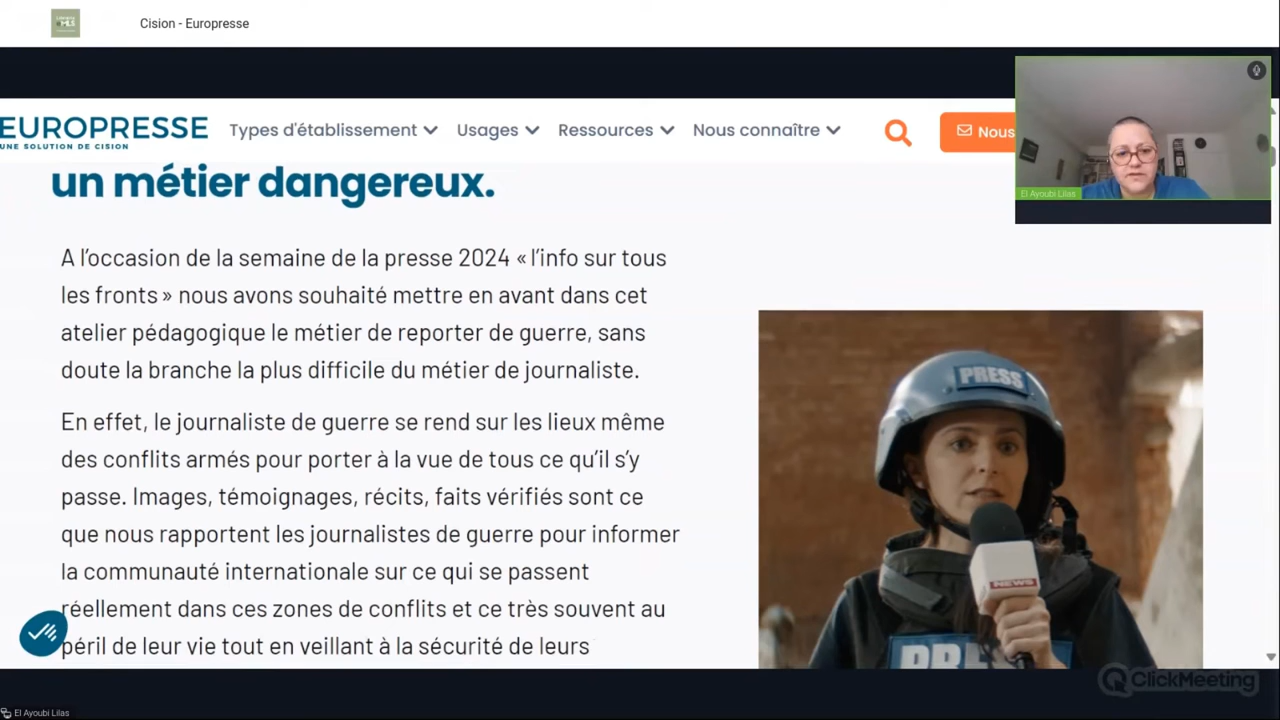 Cision - Europresse
EUROPRESSE
UNE SOLUTION DE CISION
Types d'établissement
Usages
Ressources
Nous connaître
Nous
El Ayoubi Lilas
un métier dangereux.
A l’occasion de la semaine de la presse 2024 « l’info sur tous
les fronts » nous avons souhaité mettre en avant dans cet
atelier pédagogique le métier de reporter de guerre, sans
doute la branche la plus difficile du métier de journaliste.
En effet, le journaliste de guerre se rend sur les lieux même
des conflits armés pour porter à la vue de tous ce qu’il s’y
passe. Images, témoignages, récits, faits vérifiés sont ce
que nous rapportent les journalistes de guerre pour informer
la communauté internationale sur ce qui se passent
réellement dans ces zones de conflits et ce très souvent au
péril de leur vie tout en veillant à la sécurité de leurs
PRESS
NEWS
PRESS
ClickMeeting
El Ayoubi Lilas